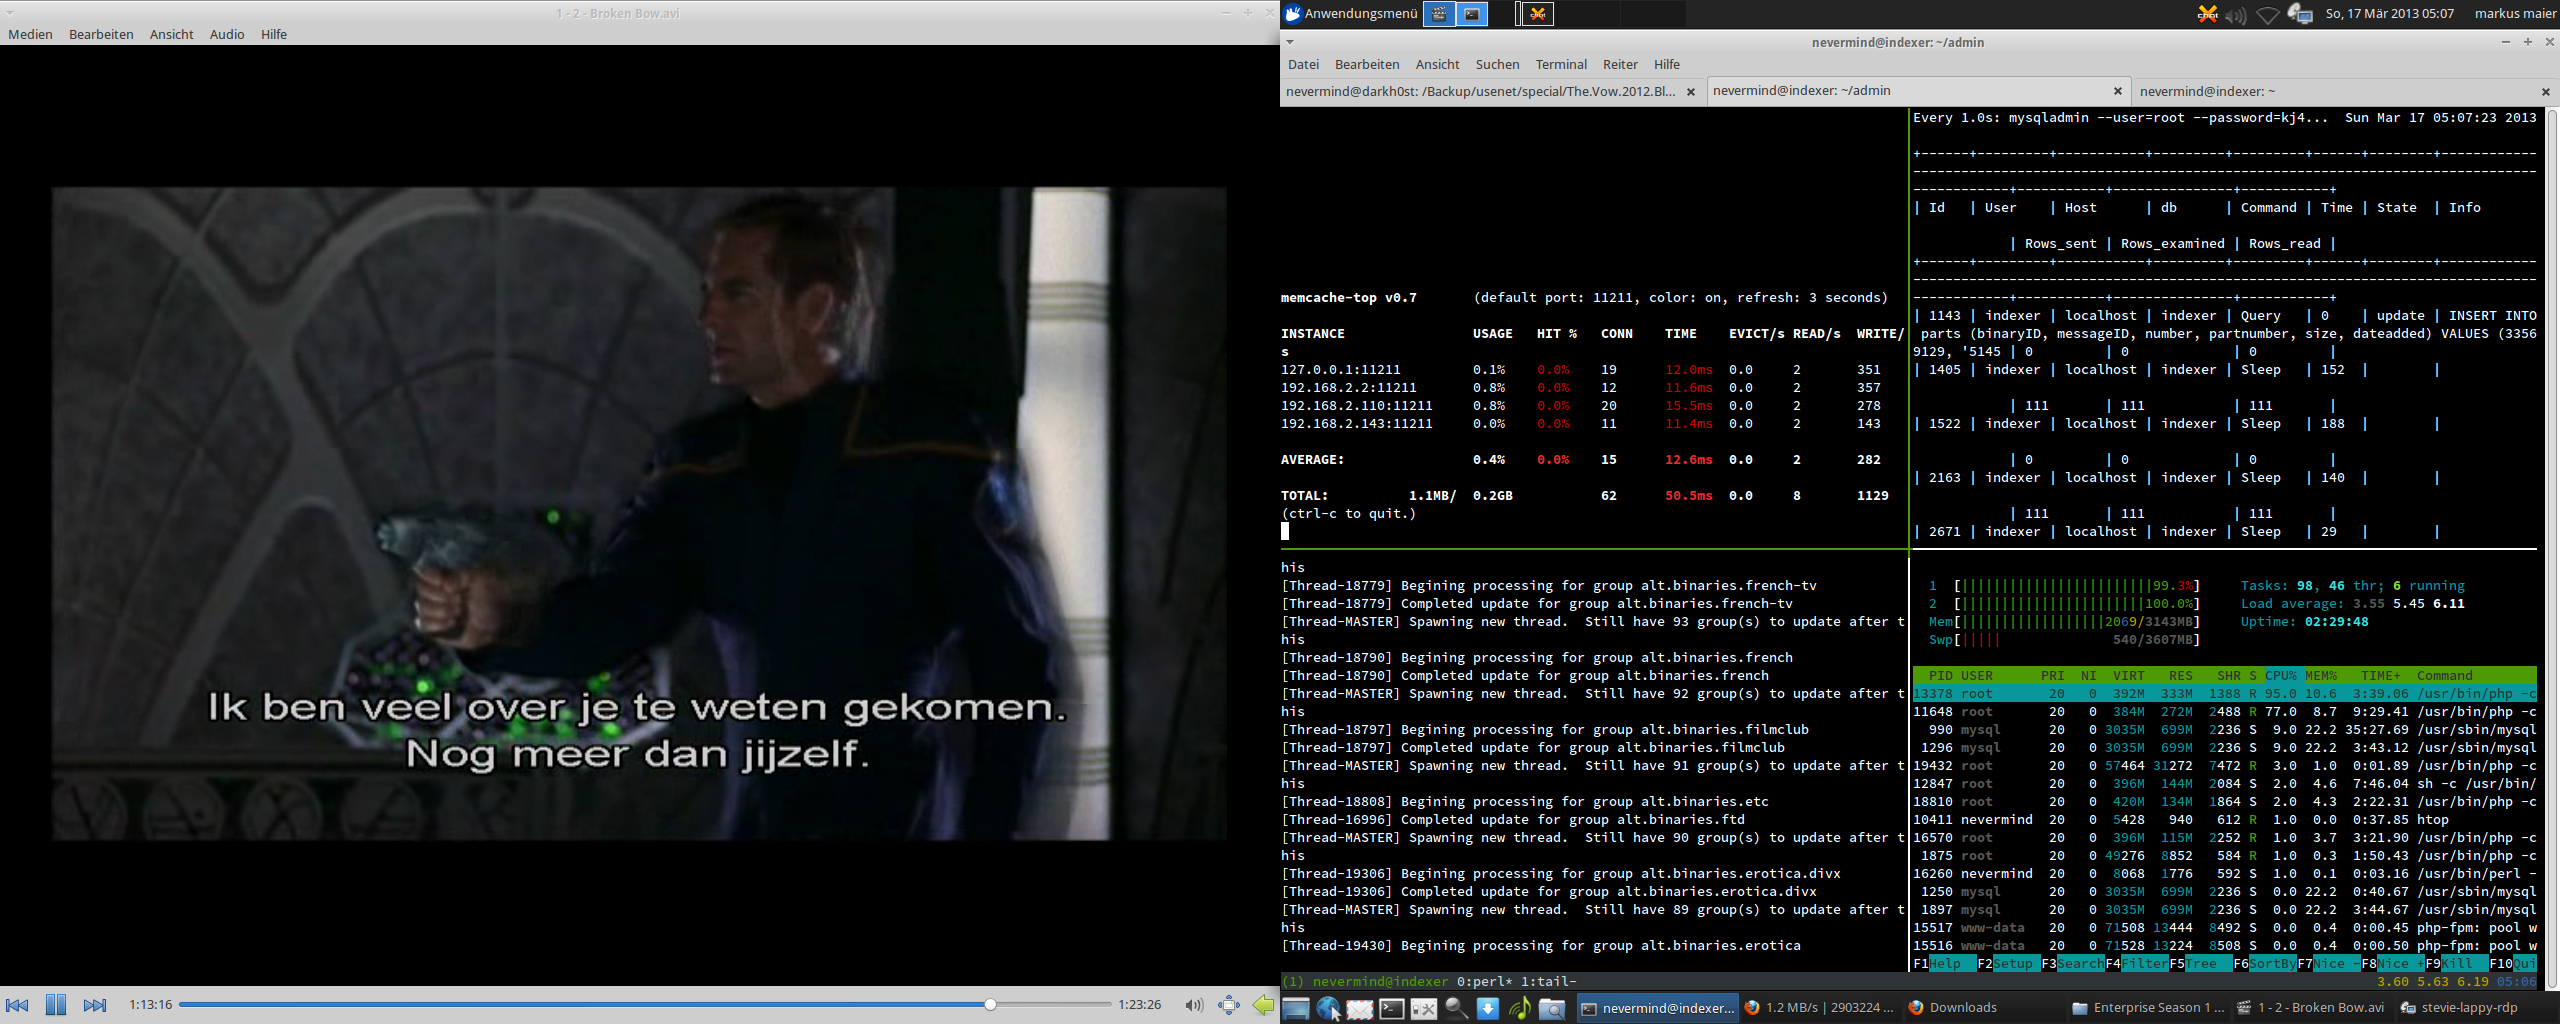 1 - 2 - Broken Bow.avi
Medien Bearbeiten Ansicht Audio Hilfe
Ik ben veel over je te weten gekomen.
Nog meer dan jijzelf.
1:13:16 1:23:26
Anwendungsmenü So, 17 Mär 2013 05:07 markus maier
nevermind@indexer: ~/admin
Datei Bearbeiten Ansicht Suchen Terminal Reiter Hilfe
nevermind@darkh0st: /Backup/usenet/special/The.Vow.2012.Bl... nevermind@indexer: ~/admin nevermind@indexer: ~
memcache-top v0.7 (default port: 11211, color: on, refresh: 3 seconds)
INSTANCE USAGE HIT % CONN TIME EVICT/s READ/s WRITE/
s
127.0.0.1:11211 0.1% 0.0% 19 12.0ms 0.0 2 351
192.168.2.2:11211 0.8% 0.0% 12 11.6ms 0.0 2 357
192.168.2.110:11211 0.8% 0.0% 20 15.5ms 0.0 2 278
192.168.2.143:11211 0.0% 0.0% 11 11.4ms 0.0 2 143
AVERAGE: 0.4% 0.0% 15 12.6ms 0.0 2 282
TOTAL: 1.1MB/ 0.2GB 62 50.5ms 0.0 8 1129
(ctrl-c to quit.)
Every 1.0s: mysqladmin --user=root --password=kj4... Sun Mar 17 05:07:23 2013
| Id | User | Host | db | Command | Time | State | Info
| Rows_sent | Rows_examined | Rows_read |
| 1143 | indexer | localhost | indexer | Query | 0 | update | INSERT INTO
parts (binaryID, messageID, number, partnumber, size, dateadded) VALUES (3356
9129, '5145 | 0 | 0 | 0 |
| 1405 | indexer | localhost | indexer | Sleep | 152 | |
| 111 | 111 | 111 |
| 1522 | indexer | localhost | indexer | Sleep | 188 | |
| 0 | 0 | 0 |
| 2163 | indexer | localhost | indexer | Sleep | 140 | |
| 111 | 111 | 111 |
| 2671 | indexer | localhost | indexer | Sleep | 29 | |
his
[Thread-18779] Begining processing for group alt.binaries.french-tv
[Thread-18779] Completed update for group alt.binaries.french-tv
[Thread-MASTER] Spawning new thread. Still have 93 group(s) to update after t
his
[Thread-18790] Begining processing for group alt.binaries.french
[Thread-18790] Completed update for group alt.binaries.french
[Thread-MASTER] Spawning new thread. Still have 92 group(s) to update after t
his
[Thread-18797] Begining processing for group alt.binaries.filmclub
[Thread-18797] Completed update for group alt.binaries.filmclub
[Thread-MASTER] Spawning new thread. Still have 91 group(s) to update after t
his
[Thread-18808] Begining processing for group alt.binaries.etc
[Thread-16996] Completed update for group alt.binaries.ftd
[Thread-MASTER] Spawning new thread. Still have 90 group(s) to update after t
his
[Thread-19306] Begining processing for group alt.binaries.erotica.divx
[Thread-19306] Completed update for group alt.binaries.erotica.divx
[Thread-MASTER] Spawning new thread. Still have 89 group(s) to update after t
his
[Thread-19430] Begining processing for group alt.binaries.erotica
1 [99.3%] Tasks: 98, 46 thr; 6 running
2 [100.0%] Load average: 3.55 5.45 6.11
Mem[2069/3143MB] Uptime: 02:29:48
Swp[540/3607MB]
PID USER PRI NI VIRT RES SHR S CPU% MEM% TIME+ Command
13378 root 20 0 392M 333M 1388 R 95.0 10.6 3:39.06 /usr/bin/php -c
11648 root 20 0 384M 272M 2488 R 77.0 8.7 9:29.41 /usr/bin/php -c
990 mysql 20 0 3035M 699M 2236 S 9.0 22.2 35:27.69 /usr/sbin/mysql
1296 mysql 20 0 3035M 699M 2236 S 9.0 22.2 3:43.12 /usr/sbin/mysql
19432 root 20 0 57464 31272 7472 R 3.0 1.0 0:01.89 /usr/bin/php -c
12847 root 20 0 396M 144M 2084 S 2.0 4.6 7:46.04 sh -c /usr/bin/
18810 root 20 0 420M 134M 1864 S 2.0 4.3 2:22.31 /usr/bin/php -c
10411 nevermind 20 0 5428 940 612 R 1.0 0.0 0:37.85 htop
16570 root 20 0 396M 115M 2252 R 1.0 3.7 3:21.90 /usr/bin/php -c
1875 root 20 0 49276 8852 584 R 1.0 0.3 1:50.43 /usr/bin/php -c
16260 nevermind 20 0 8068 1776 592 S 1.0 0.1 0:03.16 /usr/bin/perl -
1250 mysql 20 0 3035M 699M 2236 S 0.0 22.2 0:40.67 /usr/sbin/mysql
1897 mysql 20 0 3035M 699M 2236 S 0.0 22.2 3:44.67 /usr/sbin/mysql
15517 www-data 20 0 71508 13444 8492 S 0.0 0.4 0:00.45 php-fpm: pool w
15516 www-data 20 0 71528 13224 8508 S 0.0 0.4 0:00.50 php-fpm: pool w
F1Help F2Setup F3SearchF4FilterF5Tree F6SortByF7Nice -F8Nice +F9Kill F10Qui
(1) nevermind@indexer 0:perl* 1:tail- 3.60 5.63 6.19 05:06
nevermind@indexer... 1.2 MB/s | 2903224 ... Downloads Enterprise Season 1 ... 1 - 2 - Broken Bow.avi stevie-lappy-rdp